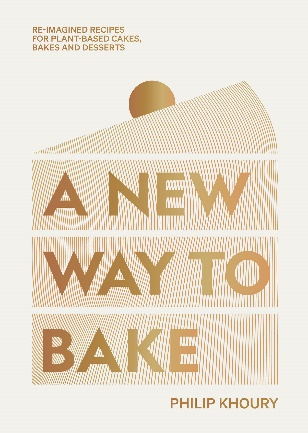 RE-IMAGINED RECIPES
FOR PLANT-BASED CAKES,
BAKES AND DESSERTS
A NEW
WAY TO
BAKE
PHILIP KHOURY